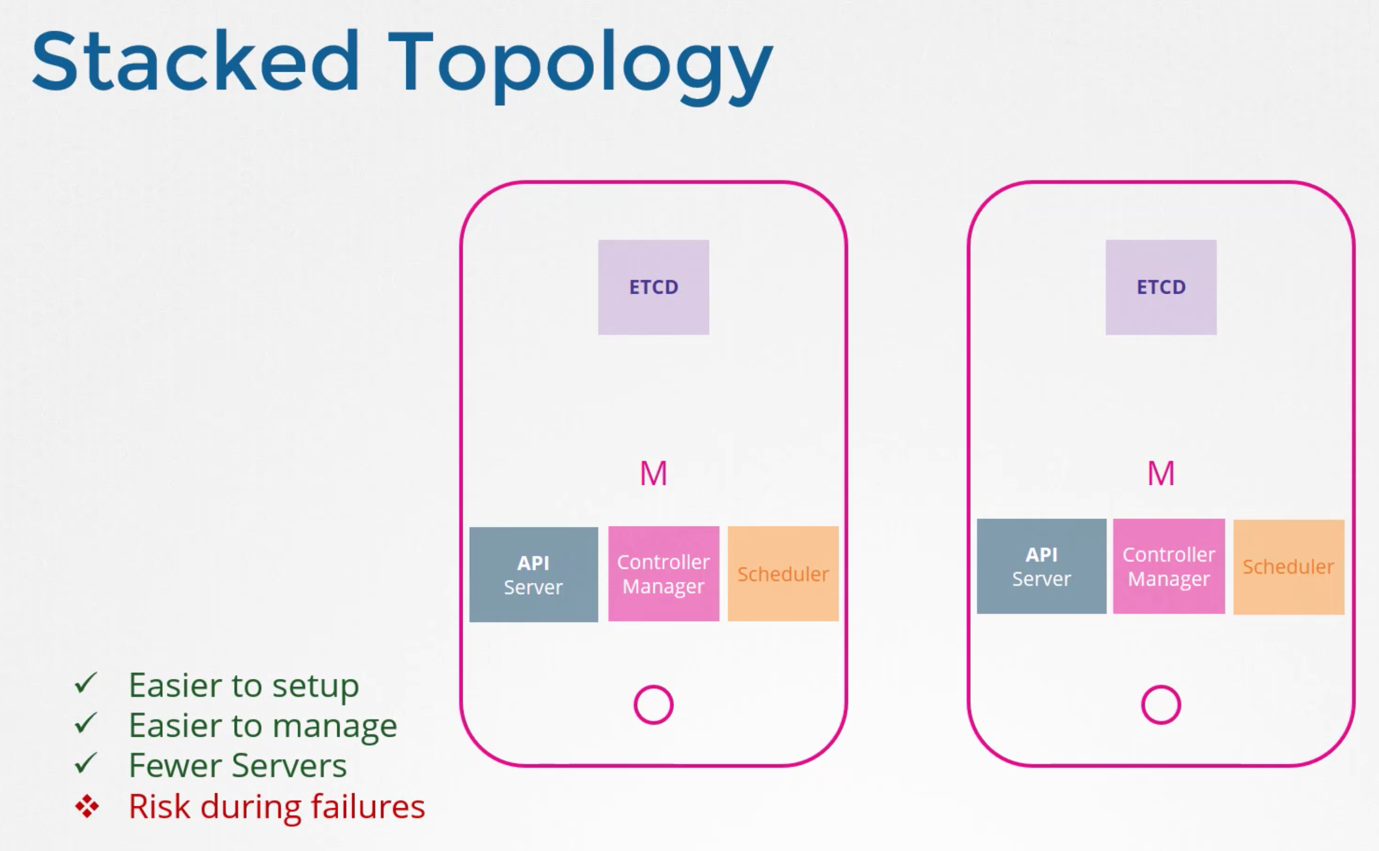 Stacked Topology
ETCD
M
API
Server
Controller
Manager
Scheduler
ETCD
M
API
Server
Controller
Manager
Scheduler
Easier to setup
Easier to manage
Fewer Servers
Risk during failures